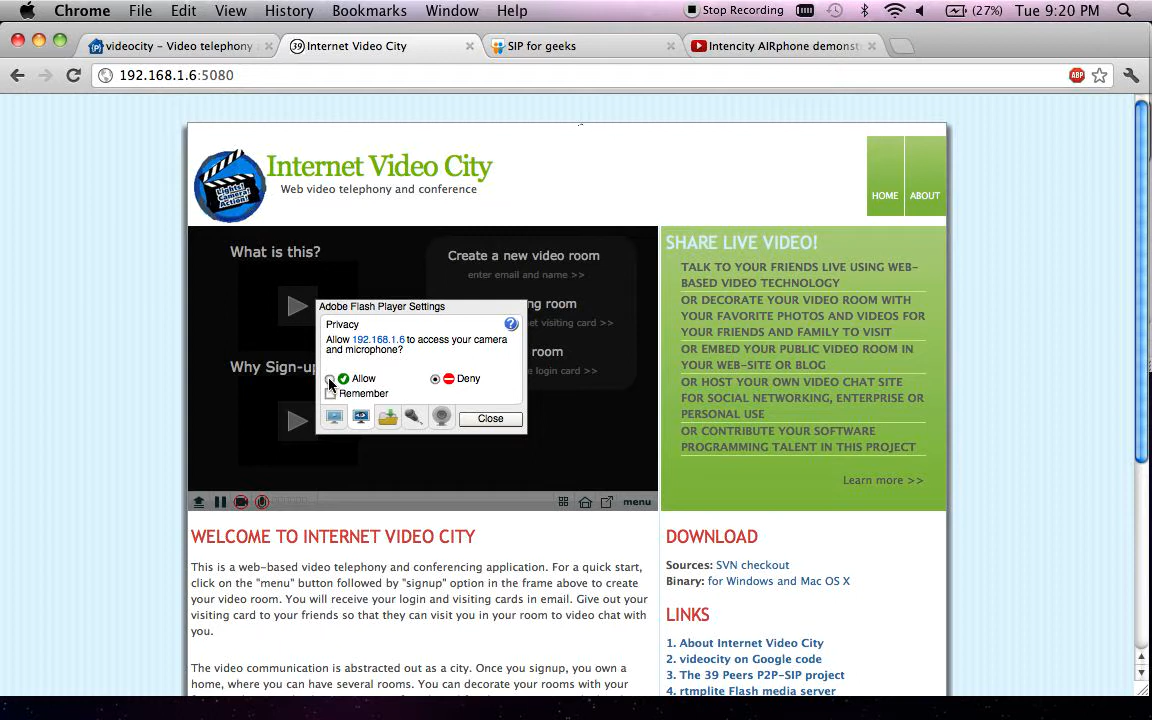 Chrome File Edit View History Bookmarks Window Help Stop Recording (27%) Tue 9:20 PM
videocity – Video telephony Internet Video City SIP for geeks Intencity AIRphone demonst
192.168.1.6:5080 ABP
Lights! Camera! Action!
Internet Video City
Web video telephony and conference
HOME ABOUT
What is this?
Create a new video room
enter email and name >>
ng room
et visiting card >>
room
e login card >>
Why Sign-up
Adobe Flash Player Settings
Privacy
Allow 192.168.1.6 to access your camera
and microphone?
Allow Deny
Remember
Close
menu
SHARE LIVE VIDEO!
TALK TO YOUR FRIENDS LIVE USING WEB-
BASED VIDEO TECHNOLOGY
OR DECORATE YOUR VIDEO ROOM WITH
YOUR FAVORITE PHOTOS AND VIDEOS FOR
YOUR FRIENDS AND FAMILY TO VISIT
OR EMBED YOUR PUBLIC VIDEO ROOM IN
YOUR WEB-SITE OR BLOG
OR HOST YOUR OWN VIDEO CHAT SITE
FOR SOCIAL NETWORKING, ENTERPRISE OR
PERSONAL USE
OR CONTRIBUTE YOUR SOFTWARE
PROGRAMMING TALENT IN THIS PROJECT
Learn more >>
WELCOME TO INTERNET VIDEO CITY
This is a web-based video telephony and conferencing application. For a quick start,
click on the "menu" button followed by "signup" option in the frame above to create
your video room. You will receive your login and visiting cards in email. Give out your
visiting card to your friends so that they can visit you in your room to video chat with
you.
The video communication is abstracted out as a city. Once you signup, you own a
home, where you can have several rooms. You can decorate your rooms with your
DOWNLOAD
Sources: SVN checkout
Binary: for Windows and Mac OS X
LINKS
1. About Internet Video City
2. videocity on Google code
3. The 39 Peers P2P-SIP project
4. rtmplite Flash media server